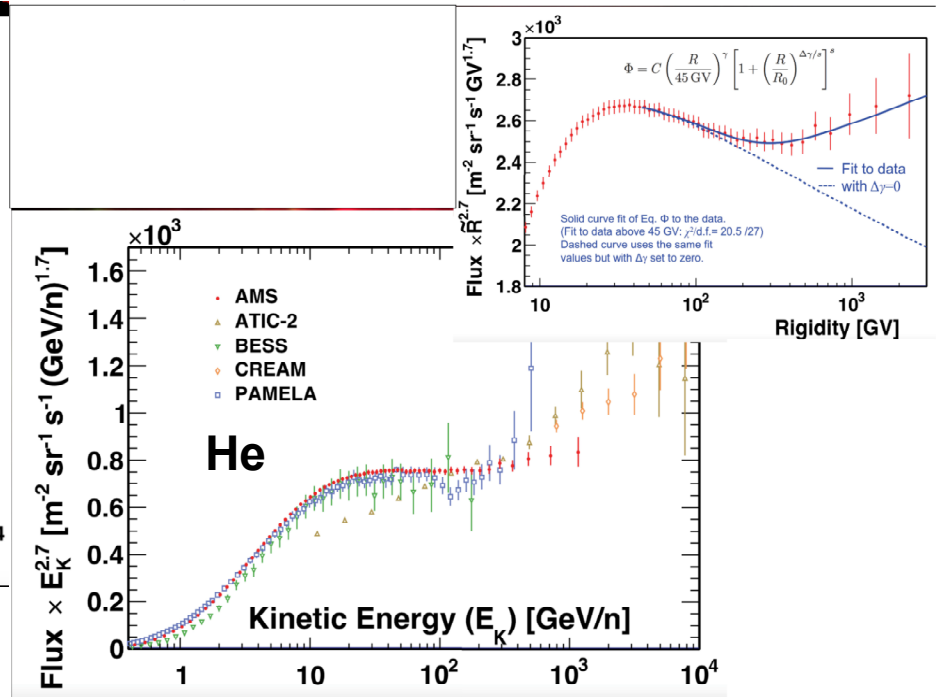 ×10³
3
2.8
2.6
2.4
2.2
2
1.8
Flux × R̃^2.7 [m⁻² sr⁻¹ s⁻¹ GV^1.7]
Φ = C (R / 45 GV)^γ [1 + (R / R₀)^(Δγ/s)]^s
Fit to data
with Δγ=0
Solid curve fit of Eq. Φ to the data.
(Fit to data above 45 GV: χ²/d.f.= 20.5 /27)
Dashed curve uses the same fit
values but with Δγ set to zero.
10
10²
10³
Rigidity [GV]
×10³
1.6
1.4
1.2
1
0.8
0.6
0.4
0.2
0
Flux × E_K^2.7 [m⁻² sr⁻¹ s⁻¹ (GeV/n)^1.7]
AMS
ATIC-2
BESS
CREAM
PAMELA
He
Kinetic Energy (E_K) [GeV/n]
1
10
10²
10³
10⁴
4